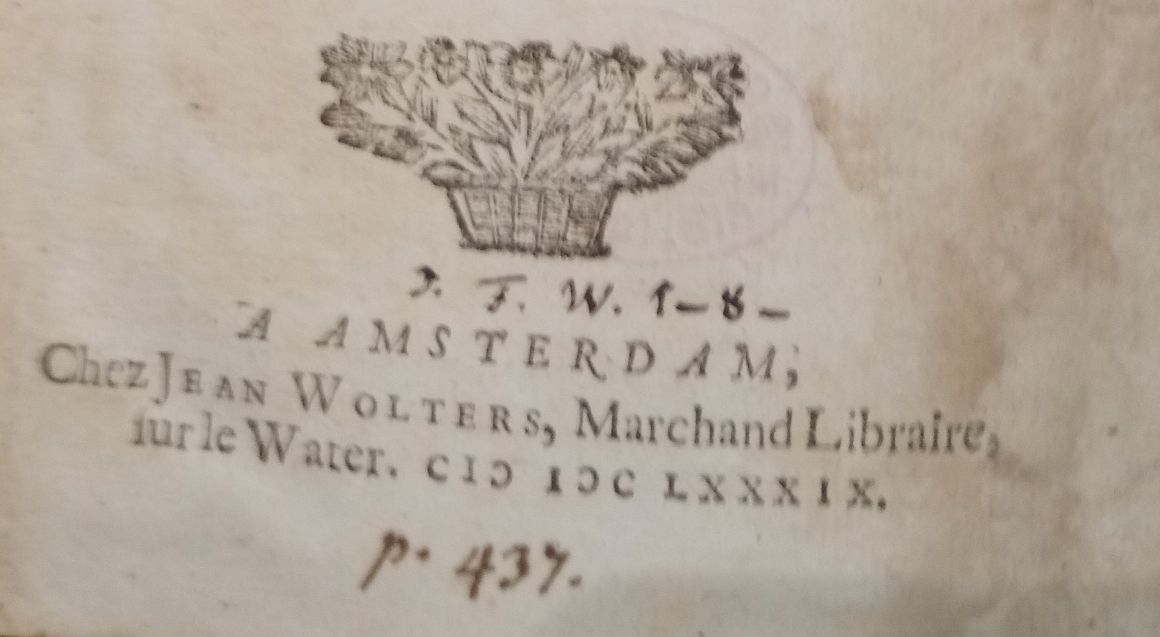 J. F. W. 1-8-
A AMSTERDAM,
Chez JEAN WOLTERS, Marchand Libraire,
sur le Water. CIↃ IↃC LXXXIX.
p. 437.